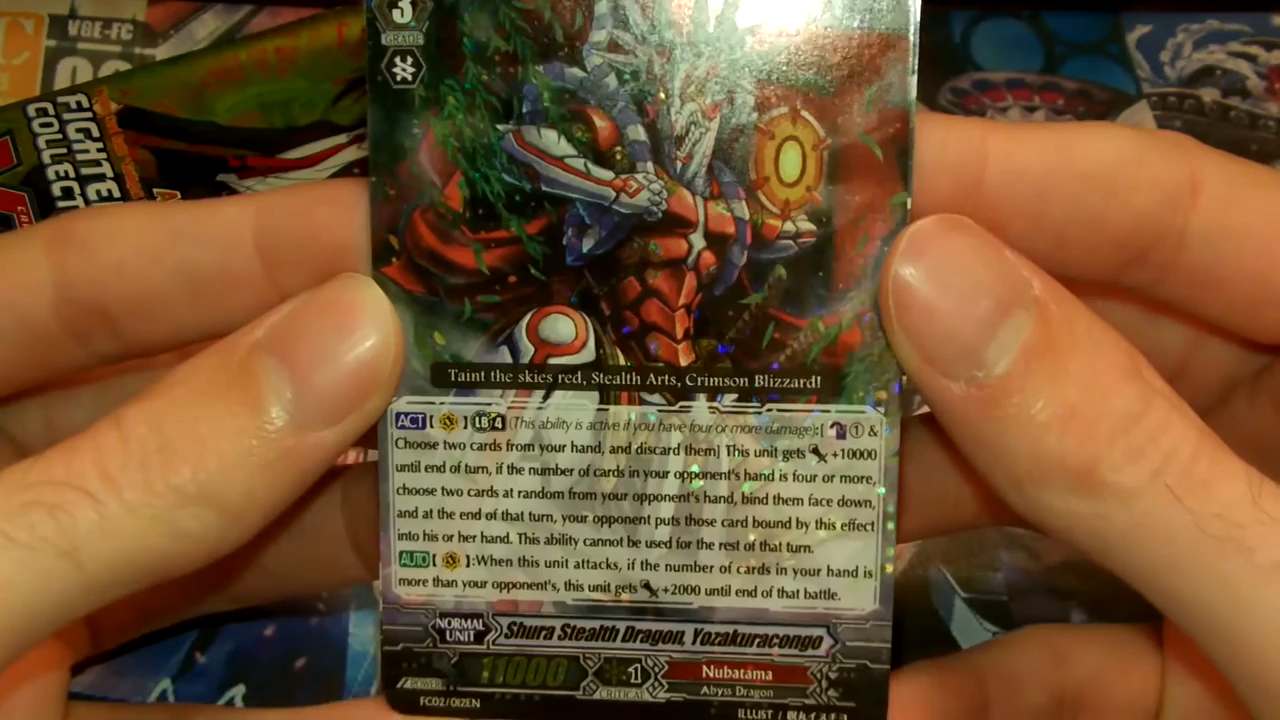 VGE-FC
FIGHTE
COLLECT
3
GRADE
Taint the skies red, Stealth Arts, Crimson Blizzard!
ACT [ ] LB 4 (This ability is active if you have four or more damage):[ ① &
Choose two cards from your hand, and discard them] This unit gets +10000
until end of turn, if the number of cards in your opponent's hand is four or more,
choose two cards at random from your opponent's hand, bind them face down,
and at the end of that turn, your opponent puts those card bound by this effect
into his or her hand. This ability cannot be used for the rest of that turn.
AUTO [ ]:When this unit attacks, if the number of cards in your hand is
more than your opponent's, this unit gets +2000 until end of that battle.
NORMAL
UNIT
Shura Stealth Dragon, Yozakuracongo
POWER
11000
1
CRITICAL
Nubatama
Abyss Dragon
FC02/012EN
ILLUST /